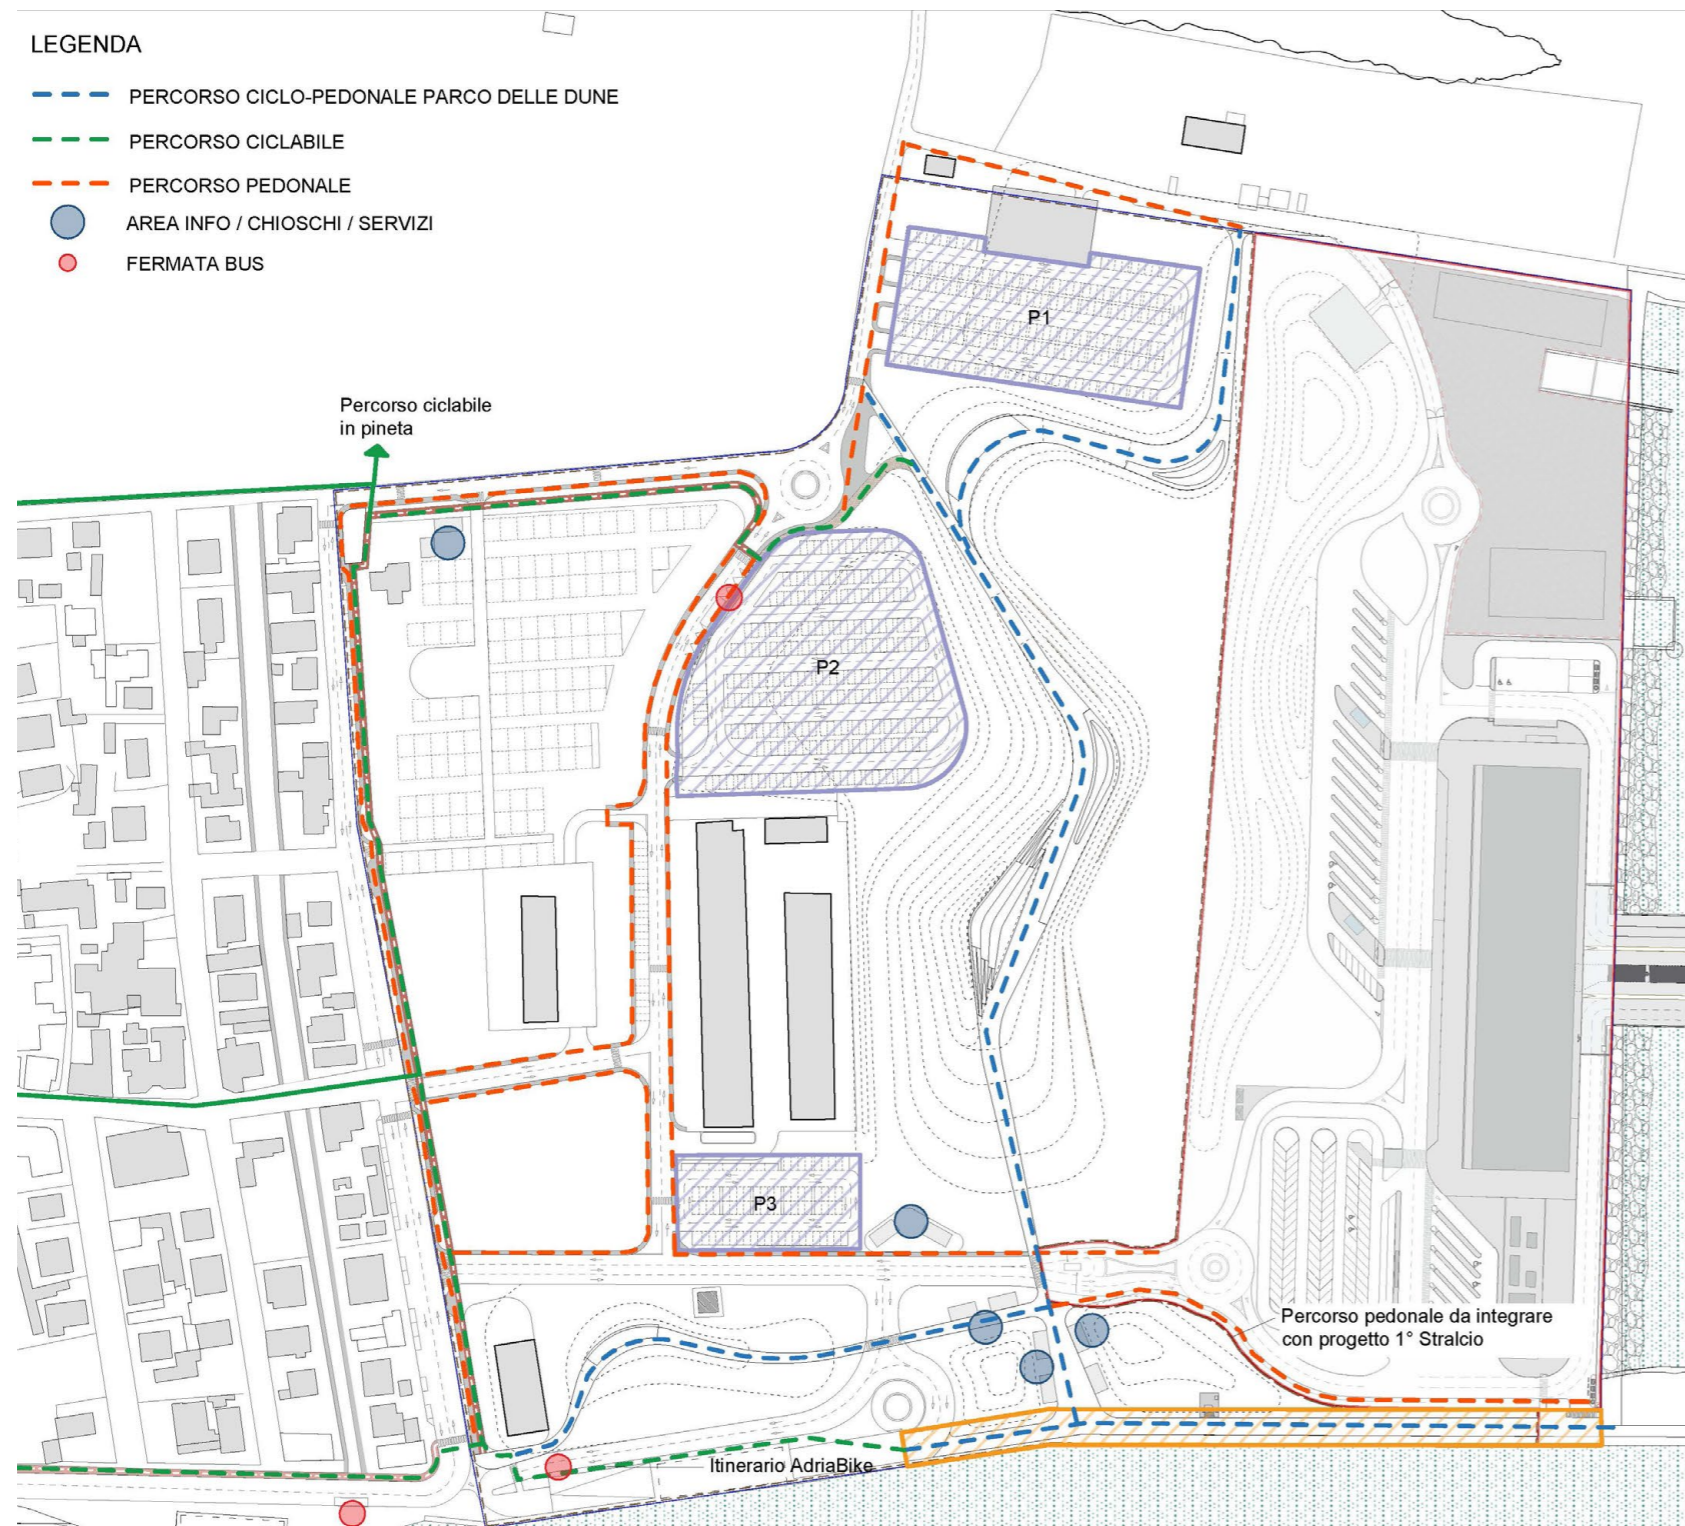 LEGENDA
PERCORSO CICLO-PEDONALE PARCO DELLE DUNE
PERCORSO CICLABILE
PERCORSO PEDONALE
AREA INFO / CHIOSCHI / SERVIZI
FERMATA BUS
P1
Percorso ciclabile
in pineta
P2
P3
Percorso pedonale da integrare
con progetto 1° Stralcio
Itinerario AdriaBike